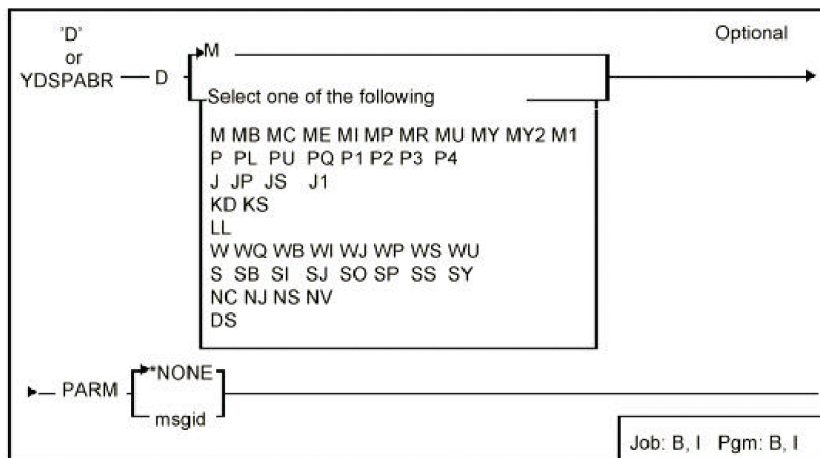 'D'
or
YDSPABR
D
M
Optional
Select one of the following
M MB MC ME MI MP MR MU MY MY2 M1
P PL PU PQ P1 P2 P3 P4
J JP JS J1
KD KS
LL
W WQ WB WI WJ WP WS WU
S SB SI SJ SO SP SS SY
NC NJ NS NV
DS
PARM
*NONE
msgid
Job: B, I Pgm: B, I